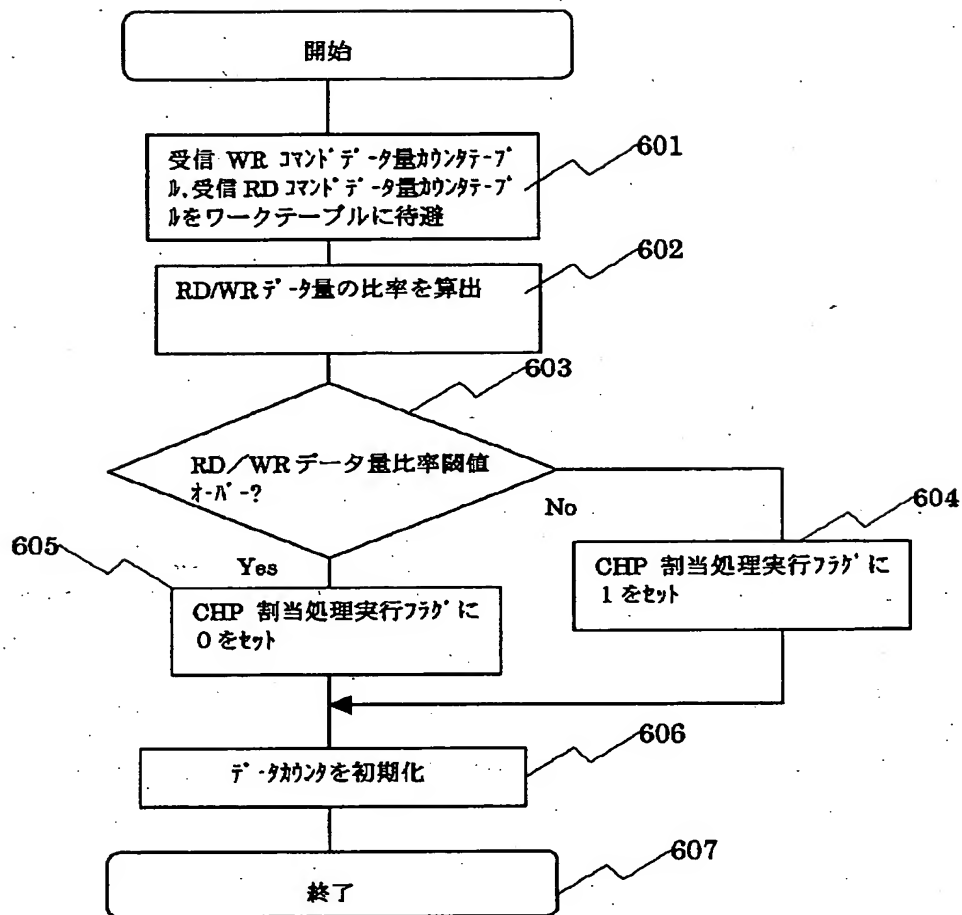 開始
受信 WR ｺﾏﾝﾄﾞﾃﾞｰﾀ量ｶｳﾝﾀﾃｰﾌﾞ
ﾙ、受信 RD ｺﾏﾝﾄﾞﾃﾞｰﾀ量ｶｳﾝﾀﾃｰﾌﾞ
ﾙをワークテーブルに待避
601
RD/WR ﾃﾞｰﾀ量の比率を算出
602
603
RD／WR データ量比率閾値
ｵｰﾊﾞｰ?
No
604
605
Yes
CHP 割当処理実行ﾌﾗｸﾞに
1 をｾｯﾄ
CHP 割当処理実行ﾌﾗｸﾞに
0 をｾｯﾄ
606
ﾃﾞｰﾀｶｳﾝﾀを初期化
607
終了